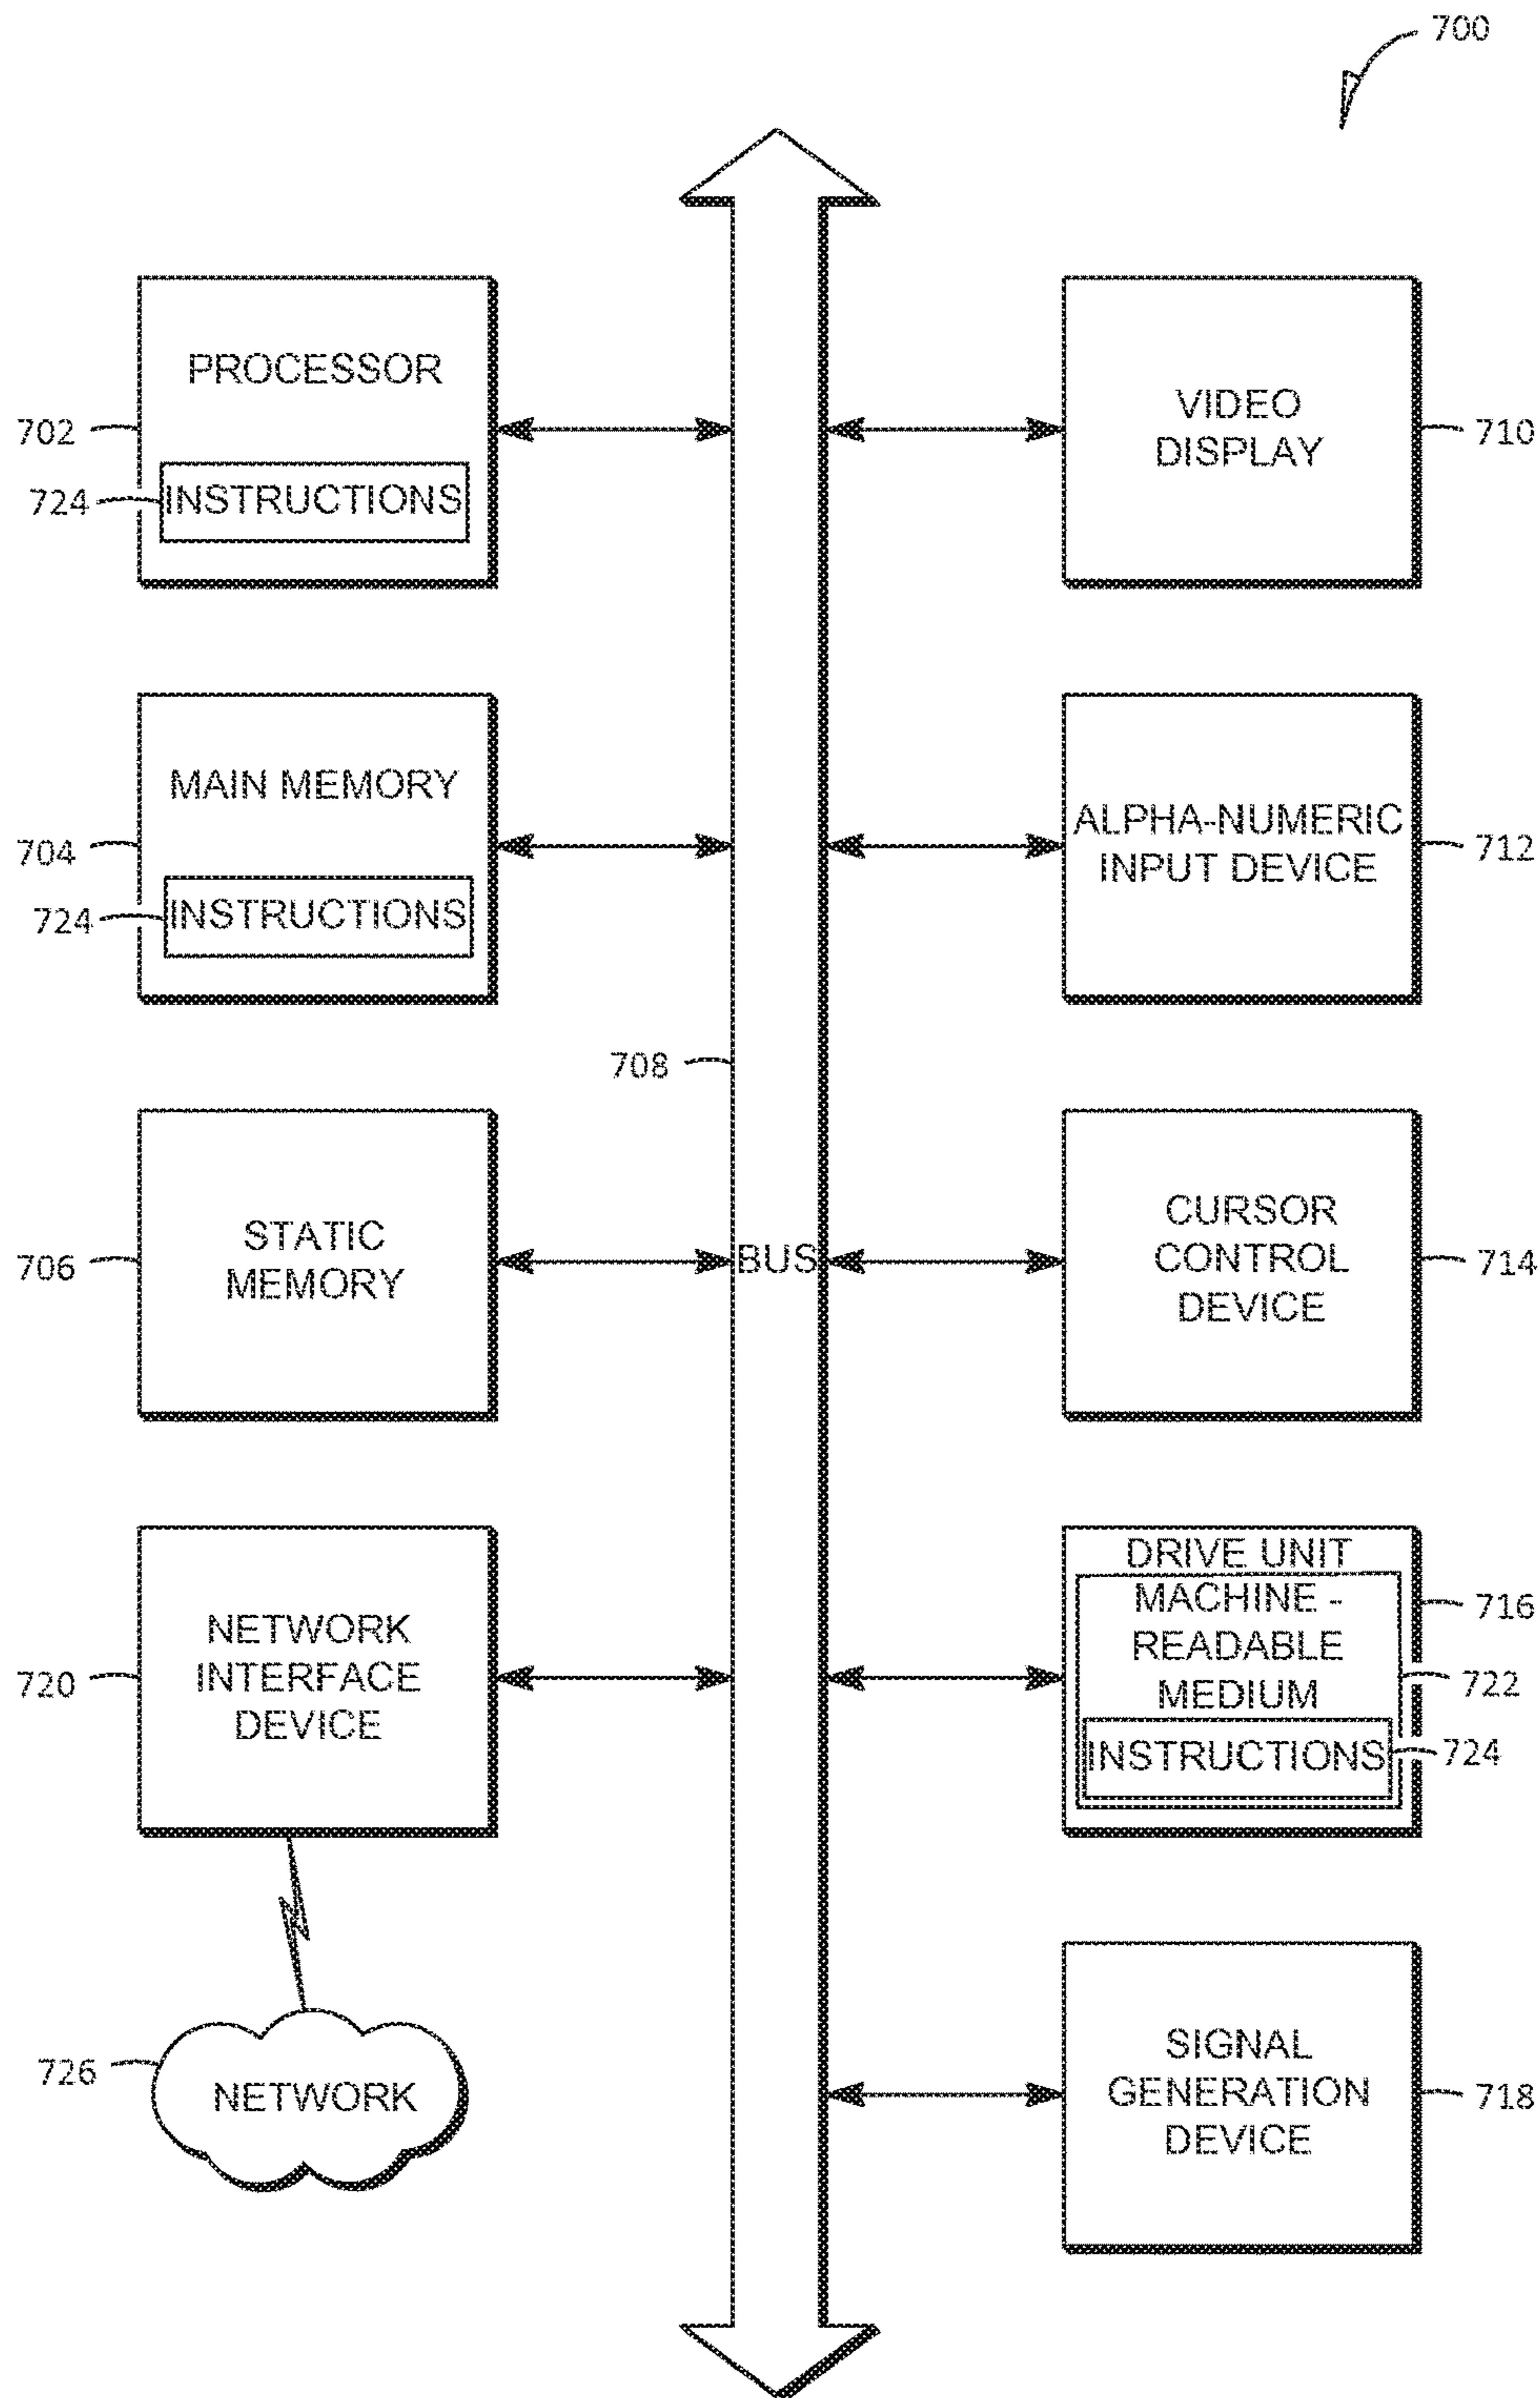 700
PROCESSOR
702
724
INSTRUCTIONS
VIDEO
DISPLAY
710
MAIN MEMORY
704
724
INSTRUCTIONS
ALPHA-NUMERIC
INPUT DEVICE
712
708
STATIC
MEMORY
706
BUS
CURSOR
CONTROL
DEVICE
714
NETWORK
INTERFACE
DEVICE
720
DRIVE UNIT
MACHINE -
READABLE
MEDIUM
716
722
INSTRUCTIONS
724
726
NETWORK
SIGNAL
GENERATION
DEVICE
718